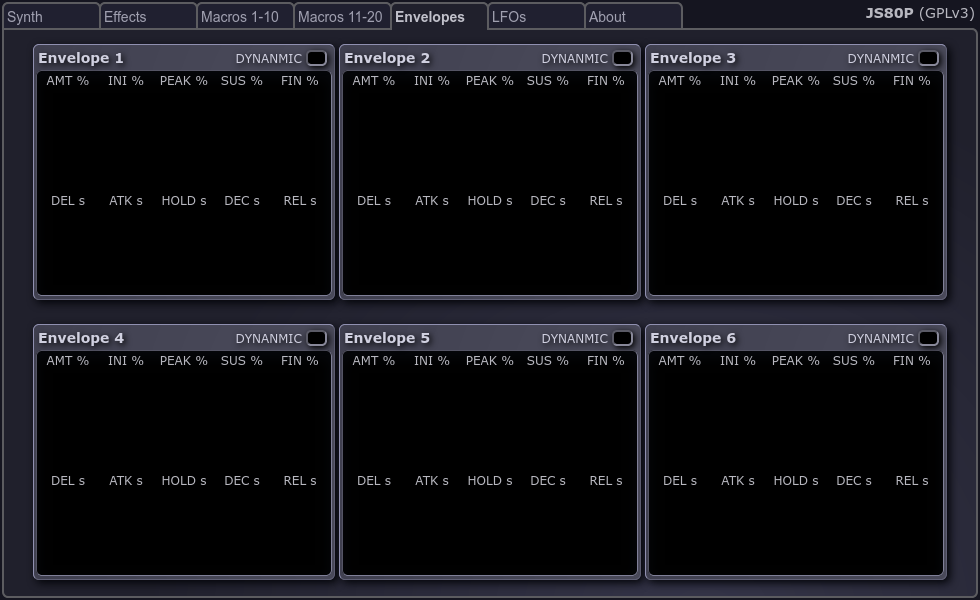 Synth Effects Macros 1-10 Macros 11-20 Envelopes LFOs About JS80P (GPLv3)
Envelope 1 DYNANMIC Envelope 2 DYNANMIC Envelope 3 DYNANMIC
AMT % INI % PEAK % SUS % FIN % AMT % INI % PEAK % SUS % FIN % AMT % INI % PEAK % SUS % FIN %
DEL s ATK s HOLD s DEC s REL s DEL s ATK s HOLD s DEC s REL s DEL s ATK s HOLD s DEC s REL s
Envelope 4 DYNANMIC Envelope 5 DYNANMIC Envelope 6 DYNANMIC
AMT % INI % PEAK % SUS % FIN % AMT % INI % PEAK % SUS % FIN % AMT % INI % PEAK % SUS % FIN %
DEL s ATK s HOLD s DEC s REL s DEL s ATK s HOLD s DEC s REL s DEL s ATK s HOLD s DEC s REL s